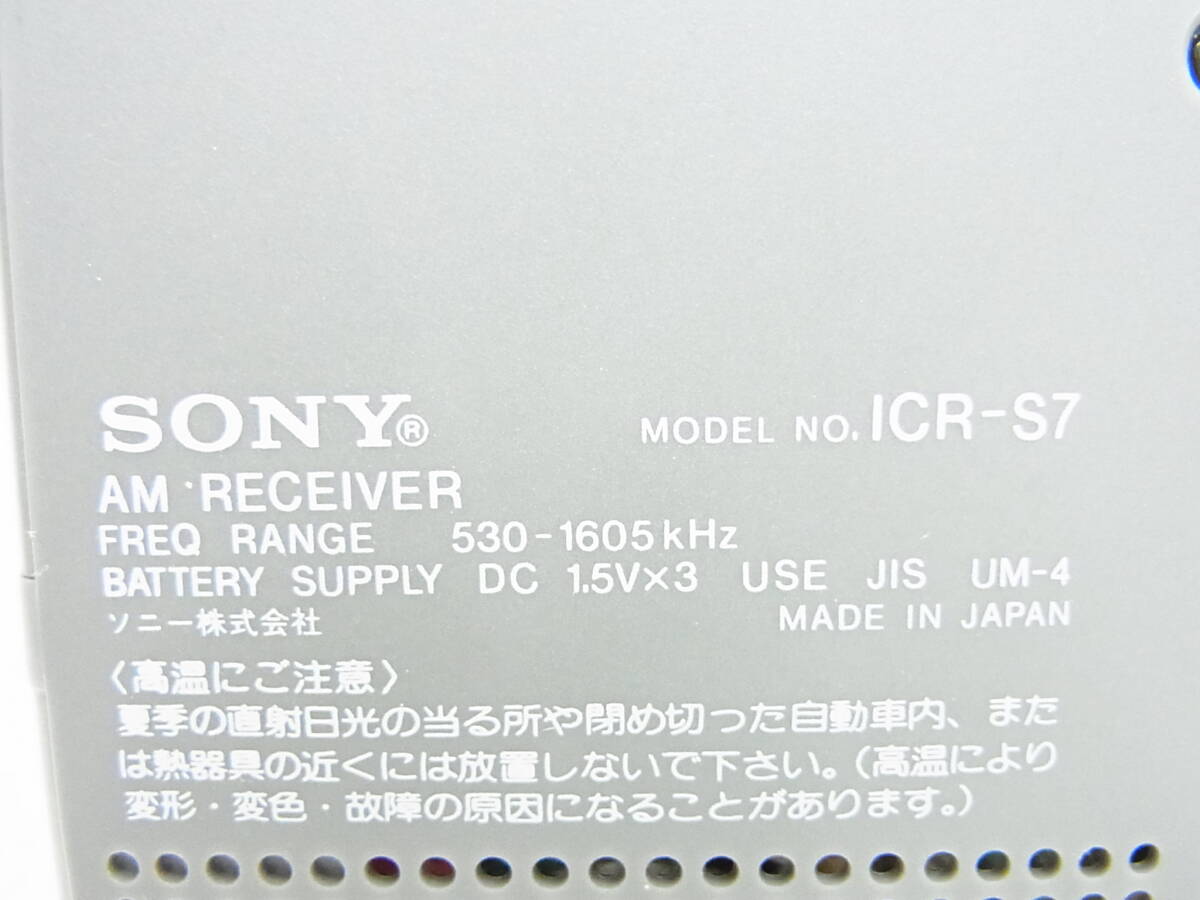 SONY® MODEL NO. ICR-S7
AM RECEIVER
FREQ RANGE 530-1605kHz
BATTERY SUPPLY DC 1.5V×3 USE JIS UM-4
ソニー株式会社 MADE IN JAPAN
〈高温にご注意〉
夏季の直射日光の当る所や閉め切った自動車内、また
は熱器具の近くには放置しないで下さい。(高温により
変形・変色・故障の原因になることがあります。)